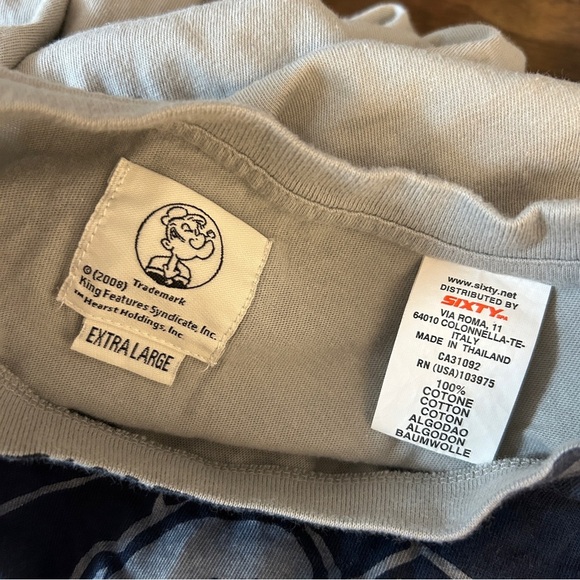 © (2008) Trademark
King Features Syndicate, Inc.
™ Hearst Holdings, Inc.
EXTRA LARGE
www.sixty.net
DISTRIBUTED BY
SIXTY SPA
VIA ROMA, 11
64010 COLONNELLA-TE-
ITALY
MADE IN THAILAND
CA31092
RN (USA)103975
100%
COTONE
COTTON
COTON
ALGODAO
ALGODON
BAUMWOLLE